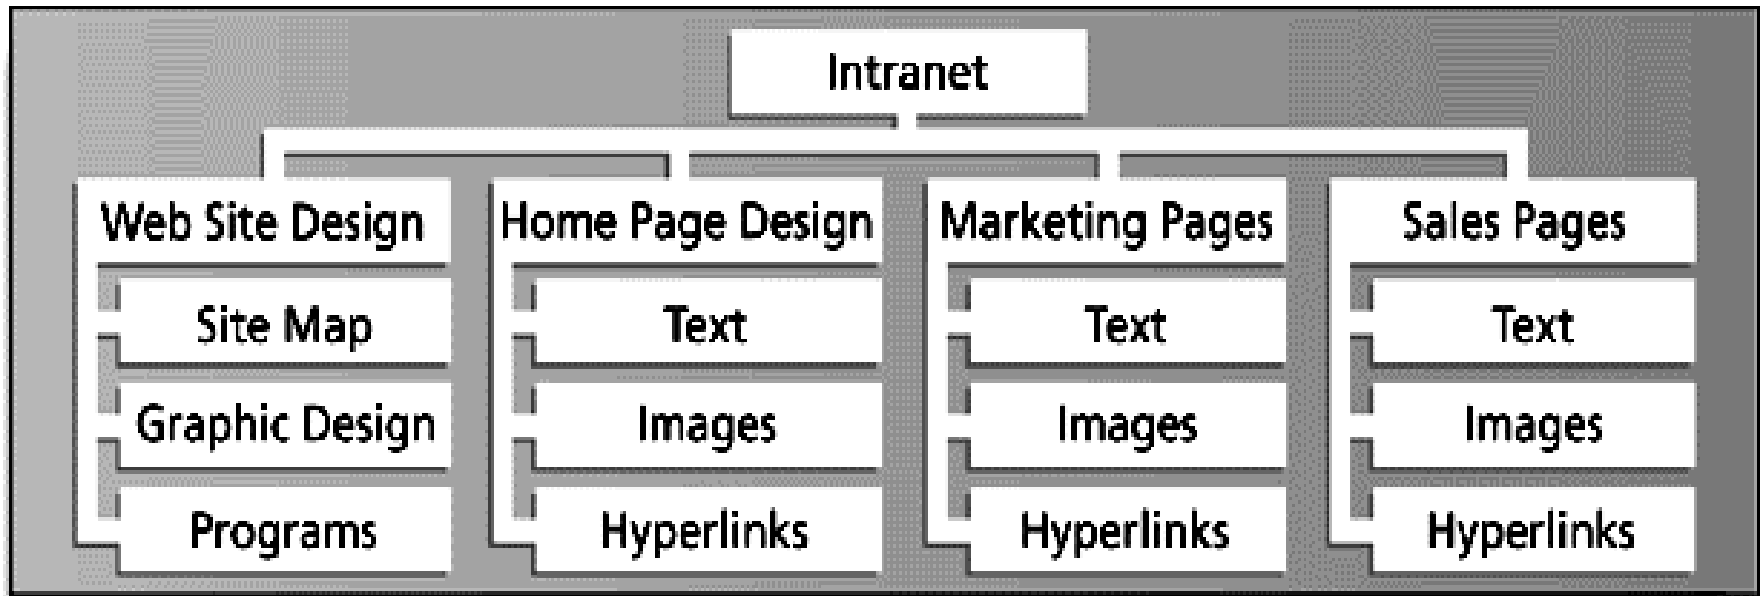 Intranet
Web Site Design
Site Map
Graphic Design
Programs
Home Page Design
Text
Images
Hyperlinks
Marketing Pages
Text
Images
Hyperlinks
Sales Pages
Text
Images
Hyperlinks